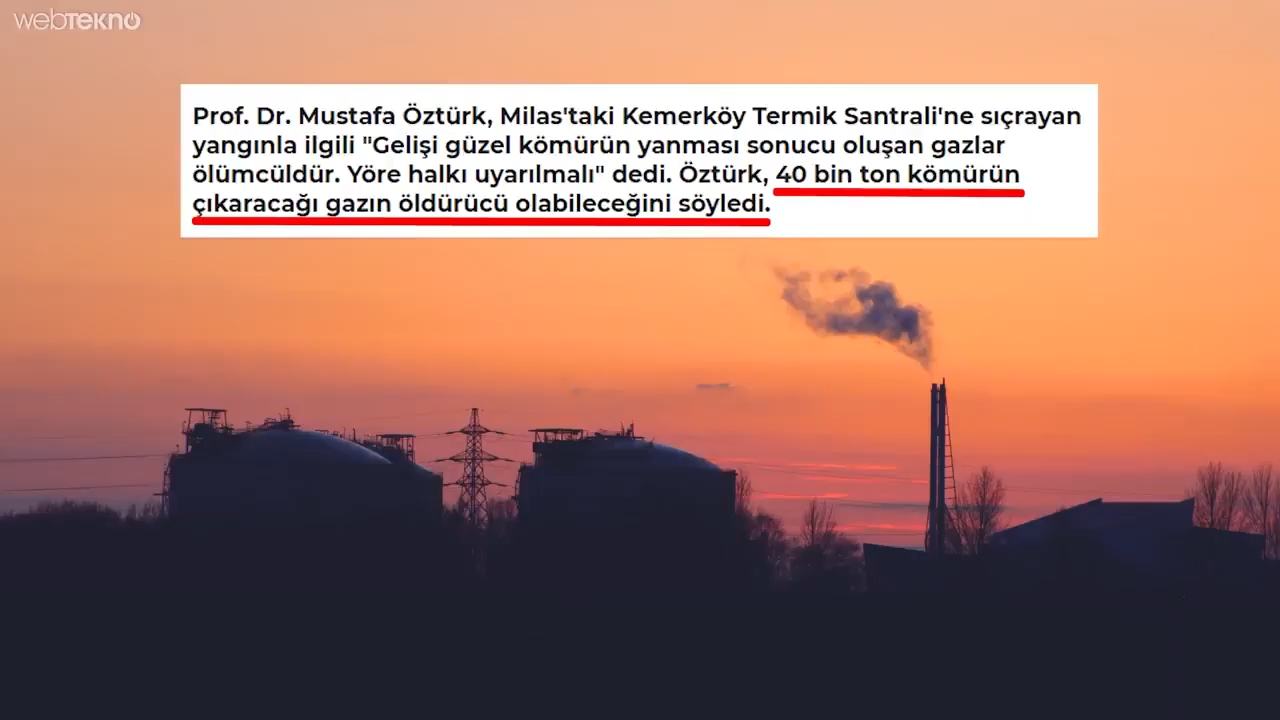 webTEKNO
Prof. Dr. Mustafa Öztürk, Milas'taki Kemerköy Termik Santrali'ne sıçrayan
yangınla ilgili "Gelişi güzel kömürün yanması sonucu oluşan gazlar
ölümcüldür. Yöre halkı uyarılmalı" dedi. Öztürk, 40 bin ton kömürün
çıkaracağı gazın öldürücü olabileceğini söyledi.